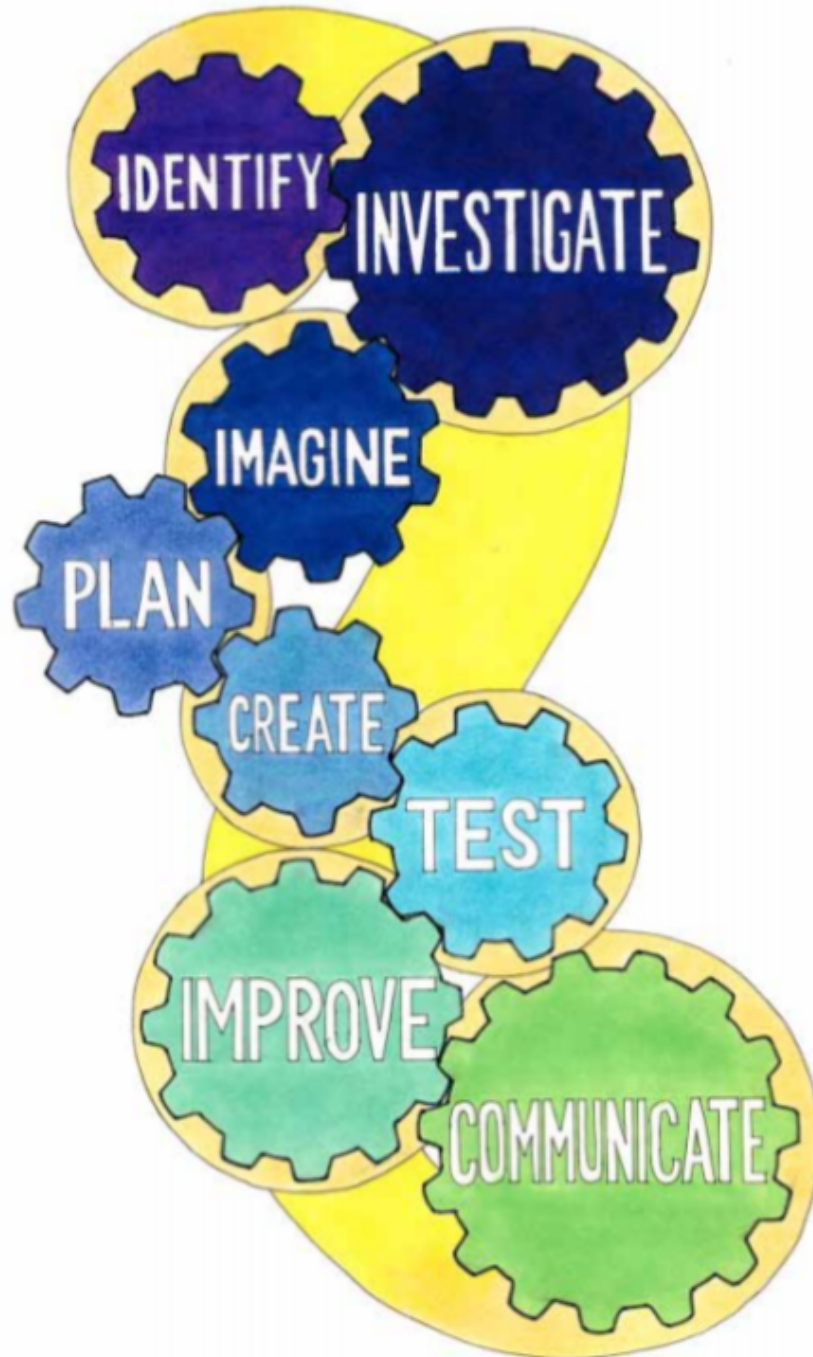 IDENTIFY
INVESTIGATE
IMAGINE
PLAN
CREATE
TEST
IMPROVE
COMMUNICATE